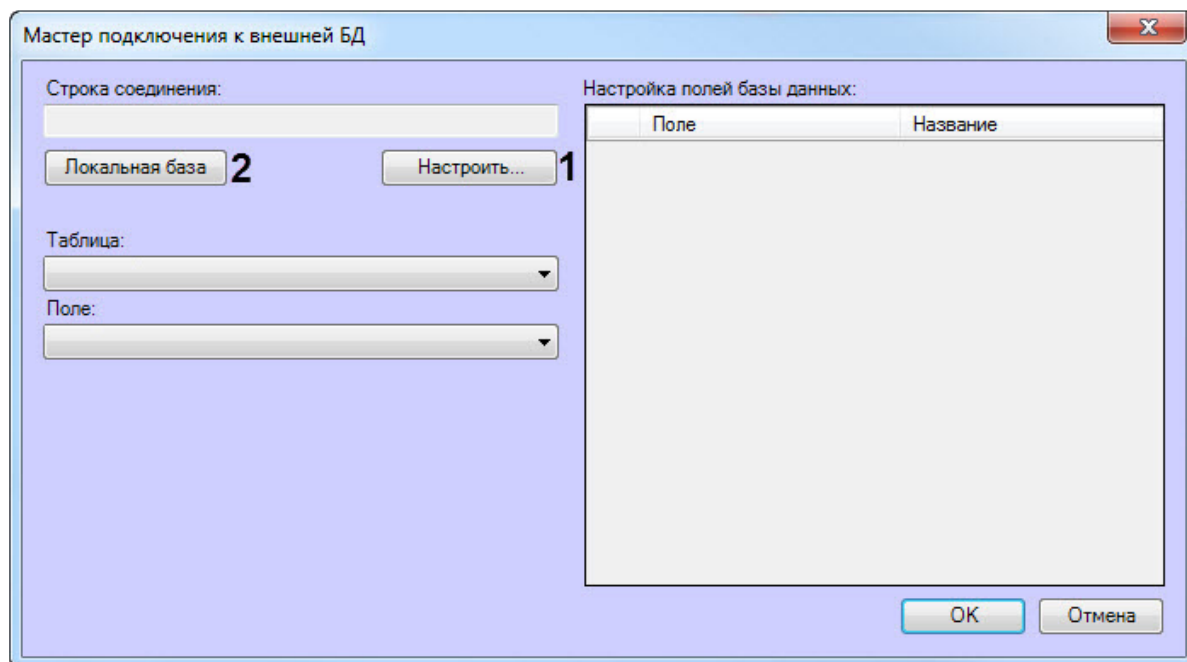 Мастер подключения к внешней БД
Строка соединения:
Локальная база 2 Настроить... 1
Таблица:
Поле:
Настройка полей базы данных:
Поле Название
OK Отмена